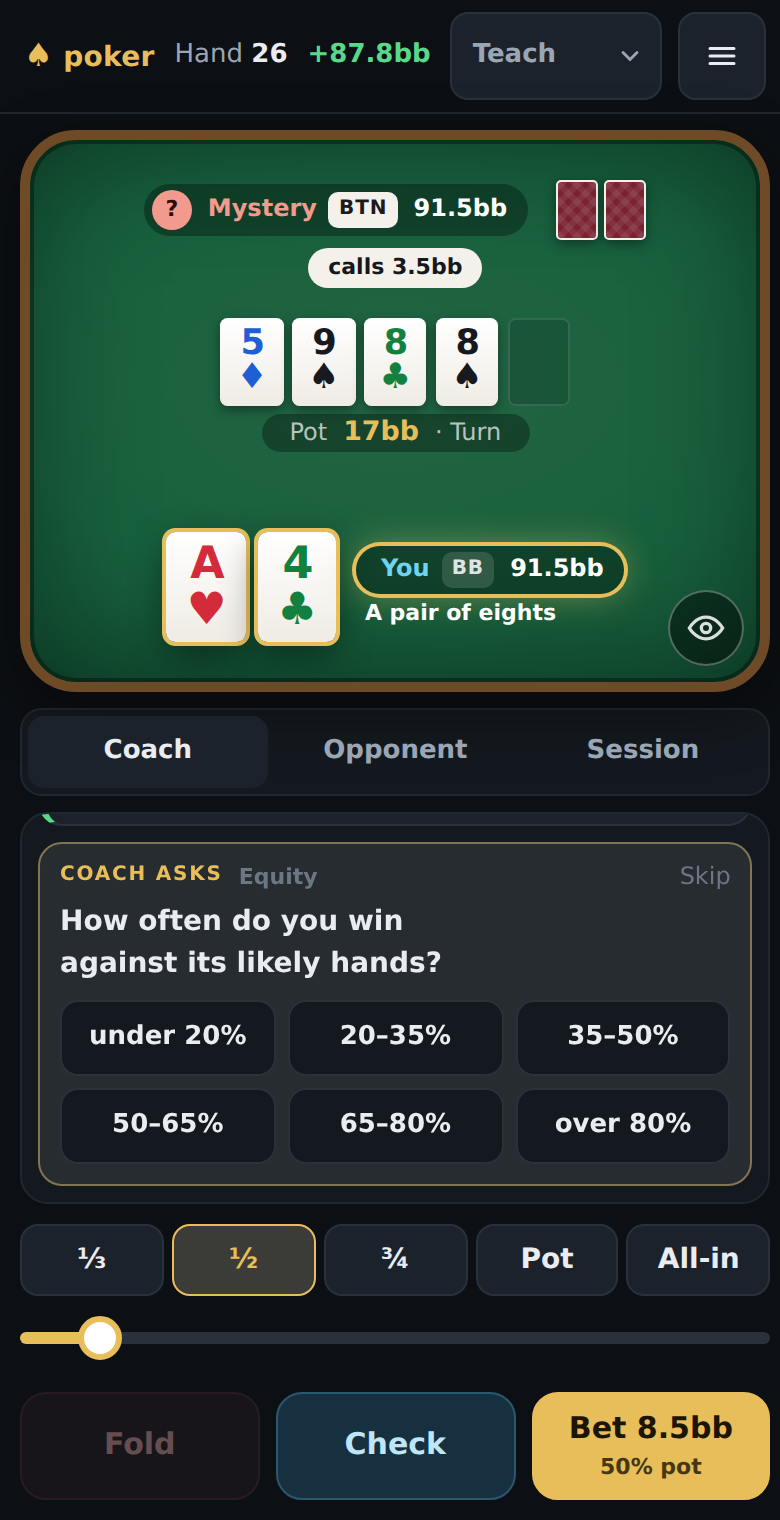 ♠ poker Hand 26 +87.8bb Teach
? Mystery BTN 91.5bb
calls 3.5bb
5♦ 9♠ 8♣ 8♠
Pot 17bb · Turn
A♥ 4♣ You BB 91.5bb
A pair of eights
Coach Opponent Session
COACH ASKS Equity Skip
How often do you win
against its likely hands?
under 20% 20–35% 35–50%
50–65% 65–80% over 80%
⅓ ½ ¾ Pot All-in
Fold Check Bet 8.5bb
50% pot